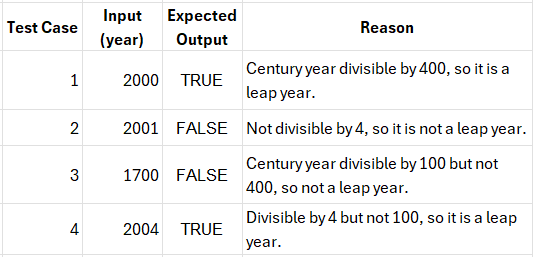 Test Case Input (year) Expected Output Reason
1 2000 TRUE Century year divisible by 400, so it is a
leap year.
2 2001 FALSE Not divisible by 4, so it is not a leap year.
3 1700 FALSE Century year divisible by 100 but not
400, so not a leap year.
4 2004 TRUE Divisible by 4 but not 100, so it is a leap
year.